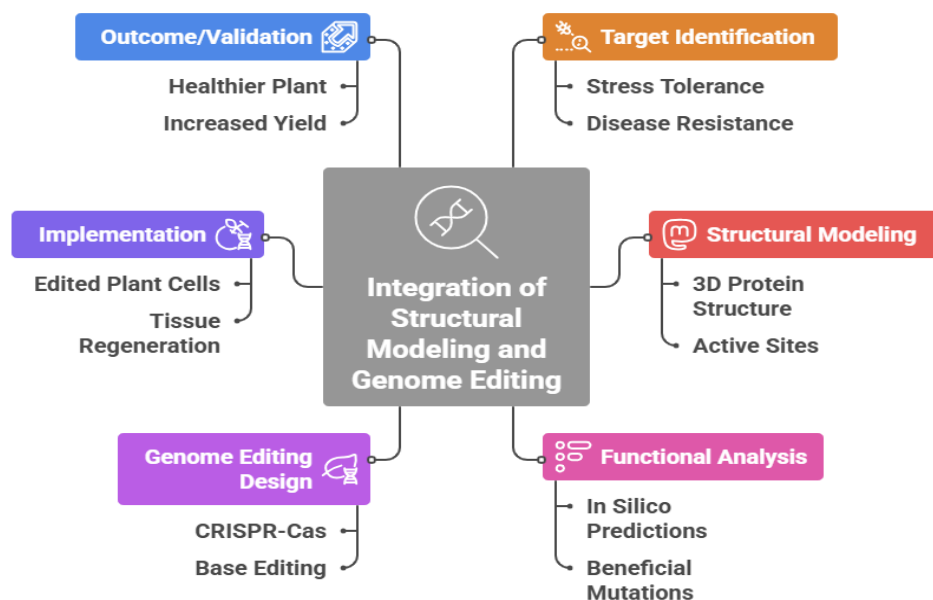 Outcome/Validation
Healthier Plant
Increased Yield
Target Identification
Stress Tolerance
Disease Resistance
Implementation
Edited Plant Cells
Tissue
Regeneration
Integration of
Structural
Modeling and
Genome Editing
Structural Modeling
3D Protein
Structure
Active Sites
Genome Editing
Design
CRISPR-Cas
Base Editing
Functional Analysis
In Silico
Predictions
Beneficial
Mutations